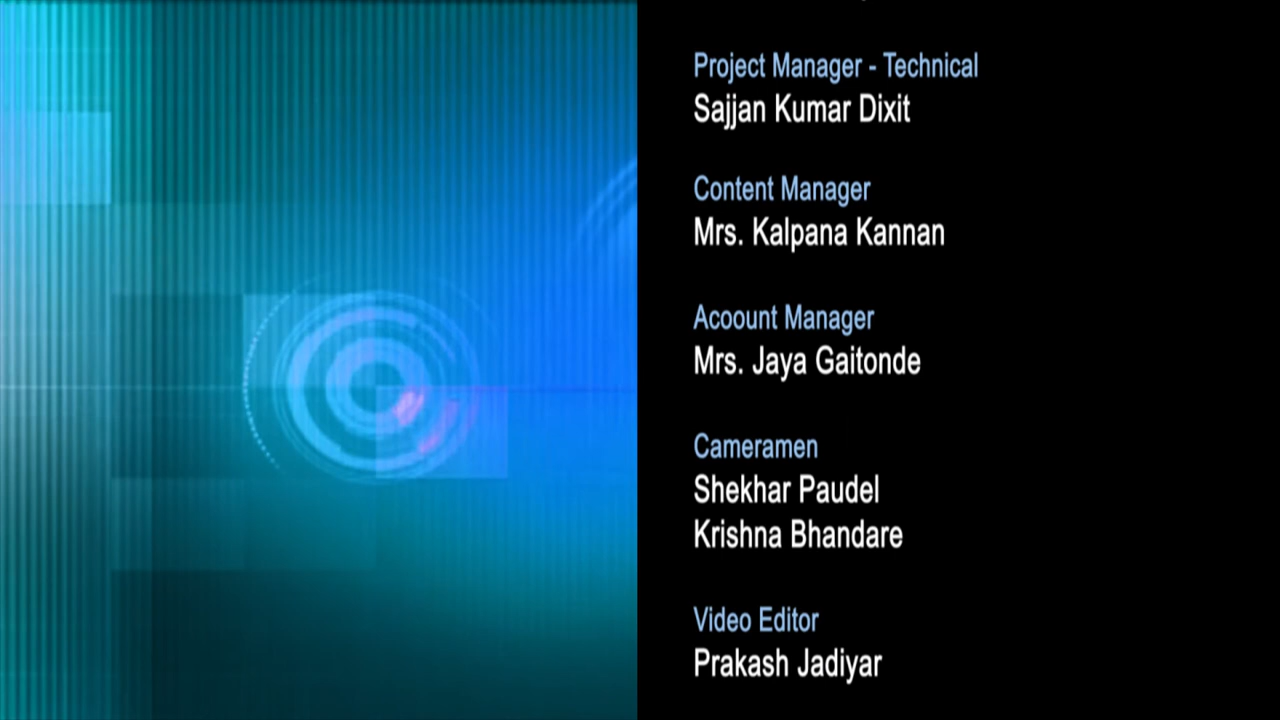 Project Manager - Technical
Sajjan Kumar Dixit
Content Manager
Mrs. Kalpana Kannan
Acoount Manager
Mrs. Jaya Gaitonde
Cameramen
Shekhar Paudel
Krishna Bhandare
Video Editor
Prakash Jadiyar